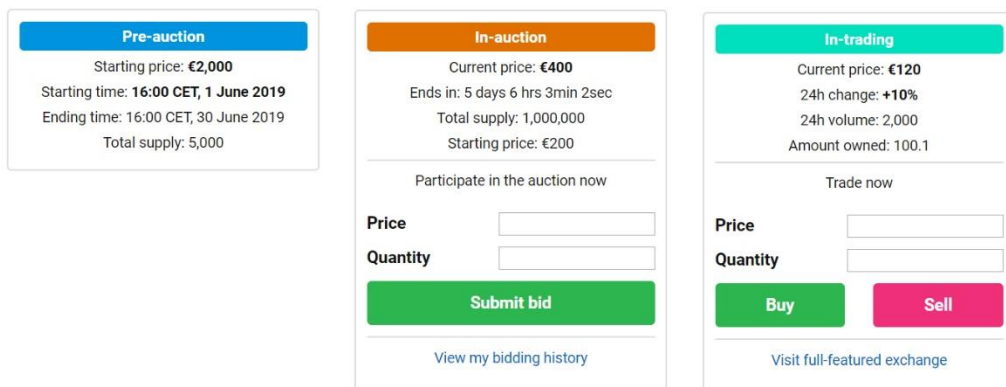 Pre-auction
Starting price: €2,000
Starting time: 16:00 CET, 1 June 2019
Ending time: 16:00 CET, 30 June 2019
Total supply: 5,000
In-auction
Current price: €400
Ends in: 5 days 6 hrs 3min 2sec
Total supply: 1,000,000
Starting price: €200
Participate in the auction now
Price
Quantity
Submit bid
View my bidding history
In-trading
Current price: €120
24h change: +10%
24h volume: 2,000
Amount owned: 100.1
Trade now
Price
Quantity
Buy Sell
Visit full-featured exchange